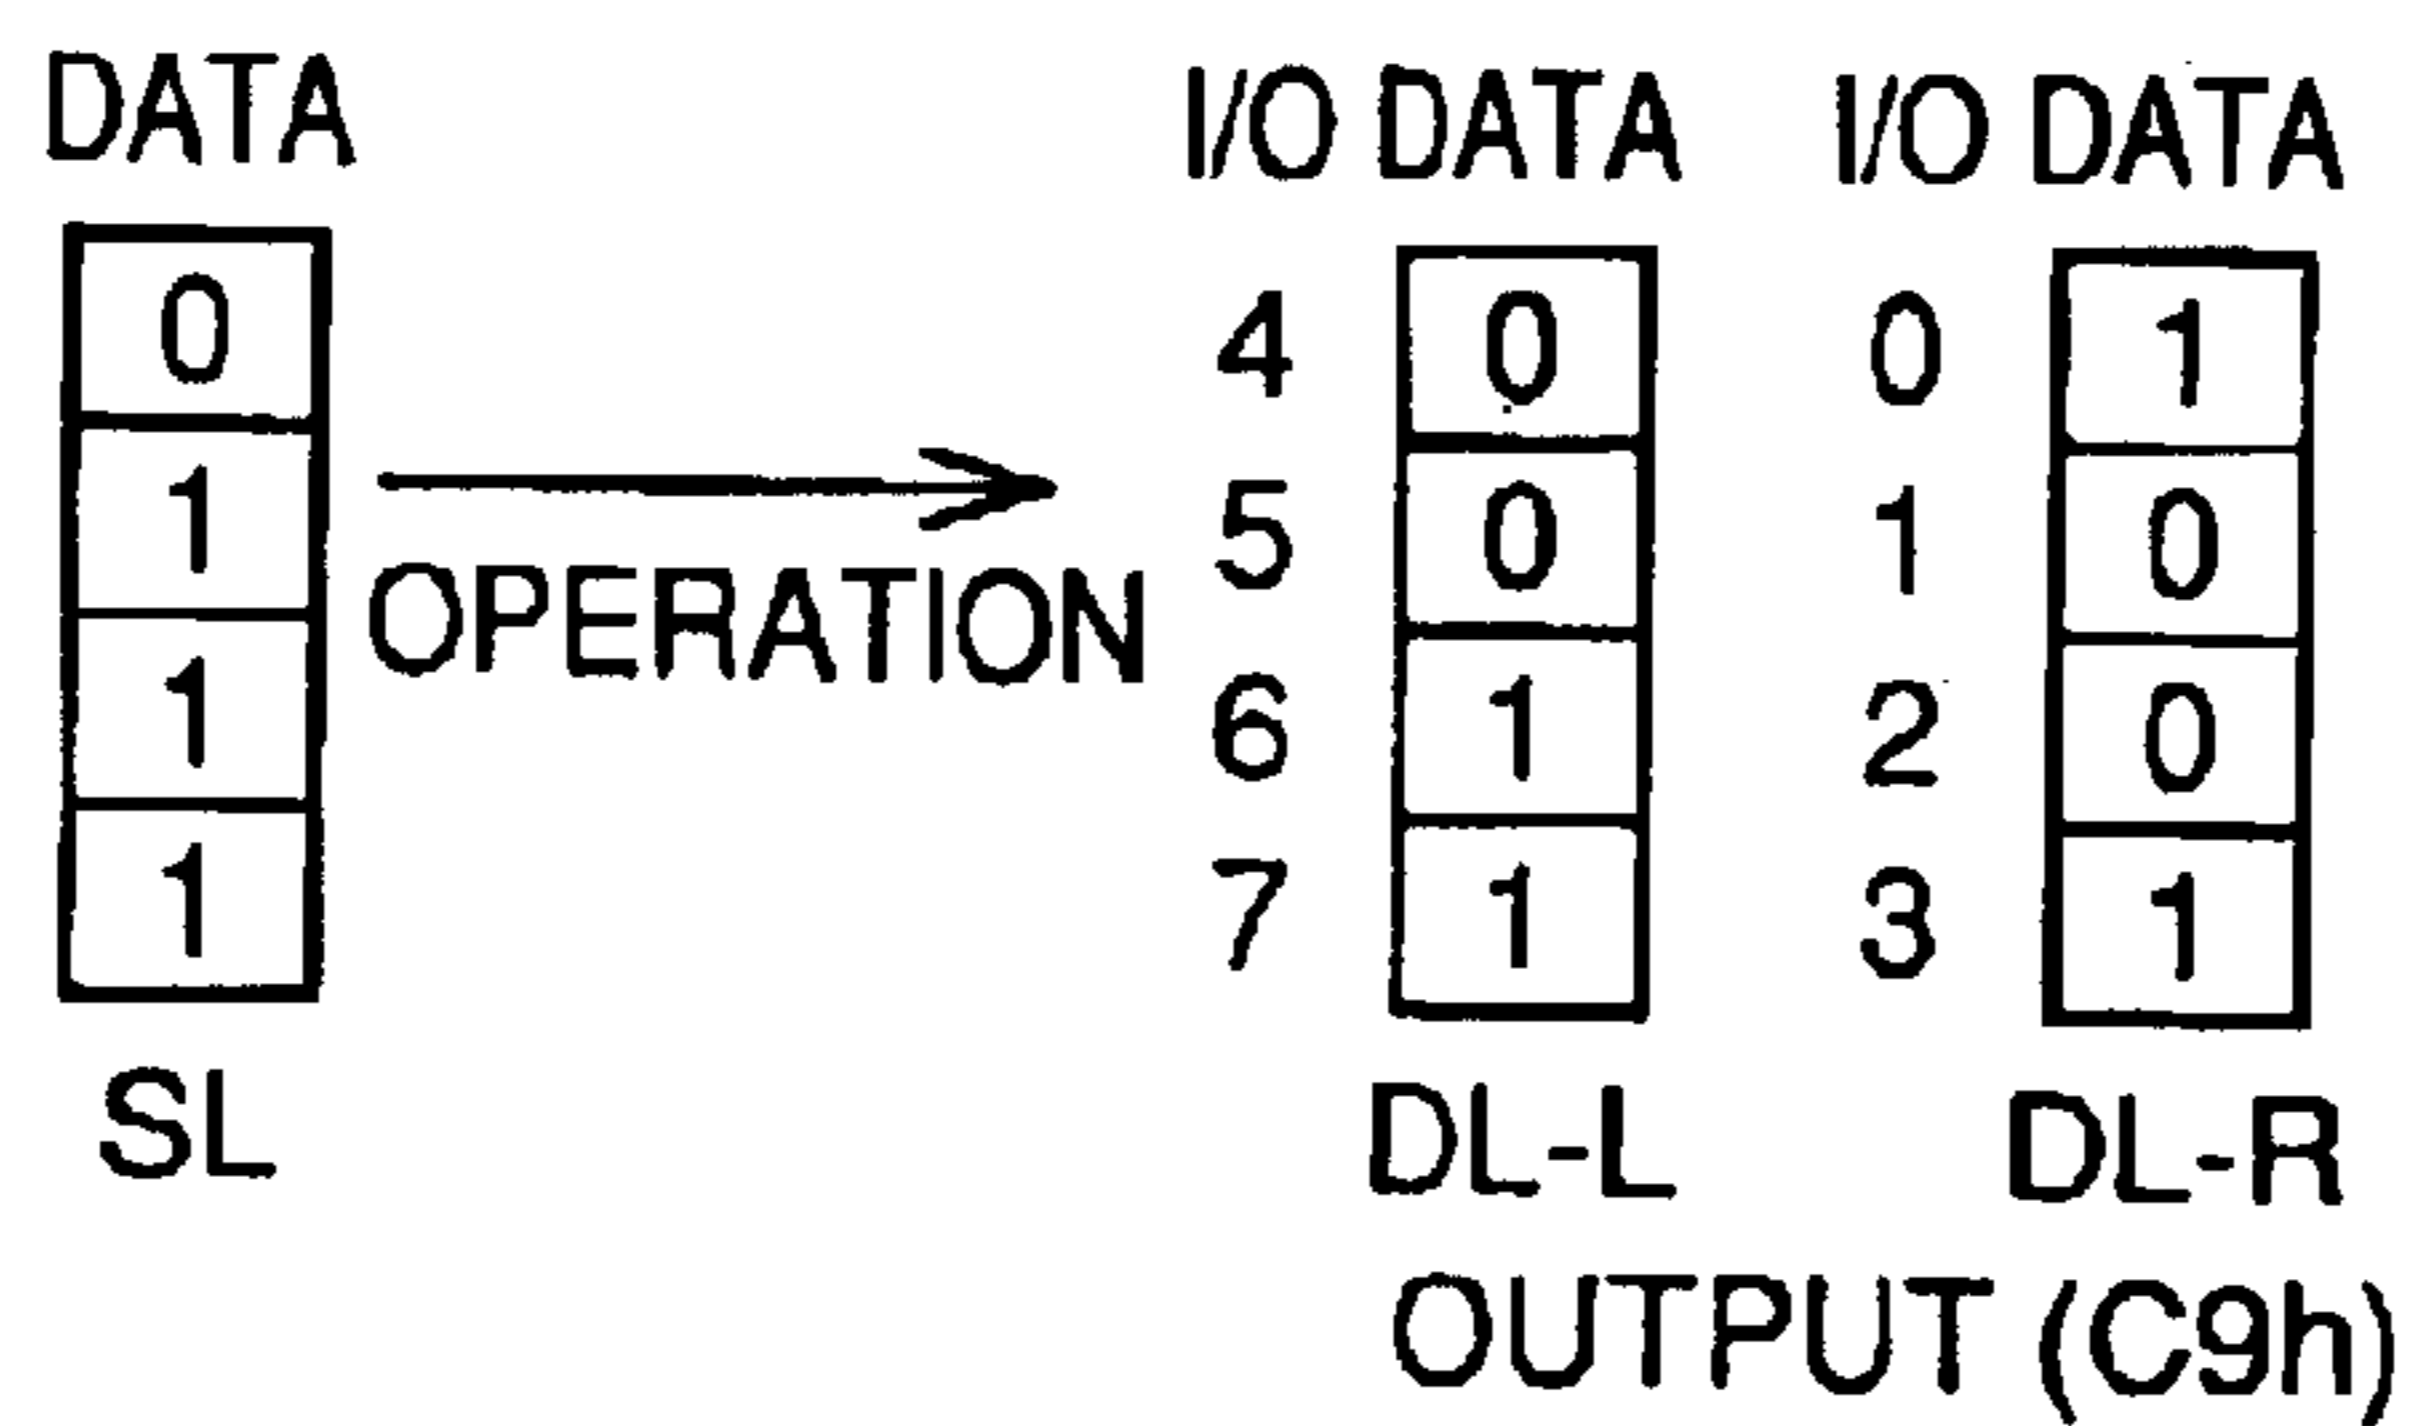 DATA I/O DATA I/O DATA
0 4 0 0 1
1 5 0 1 0
OPERATION
1 6 1 2 0
1 7 1 3 1
SL DL-L DL-R
OUTPUT (C9h)